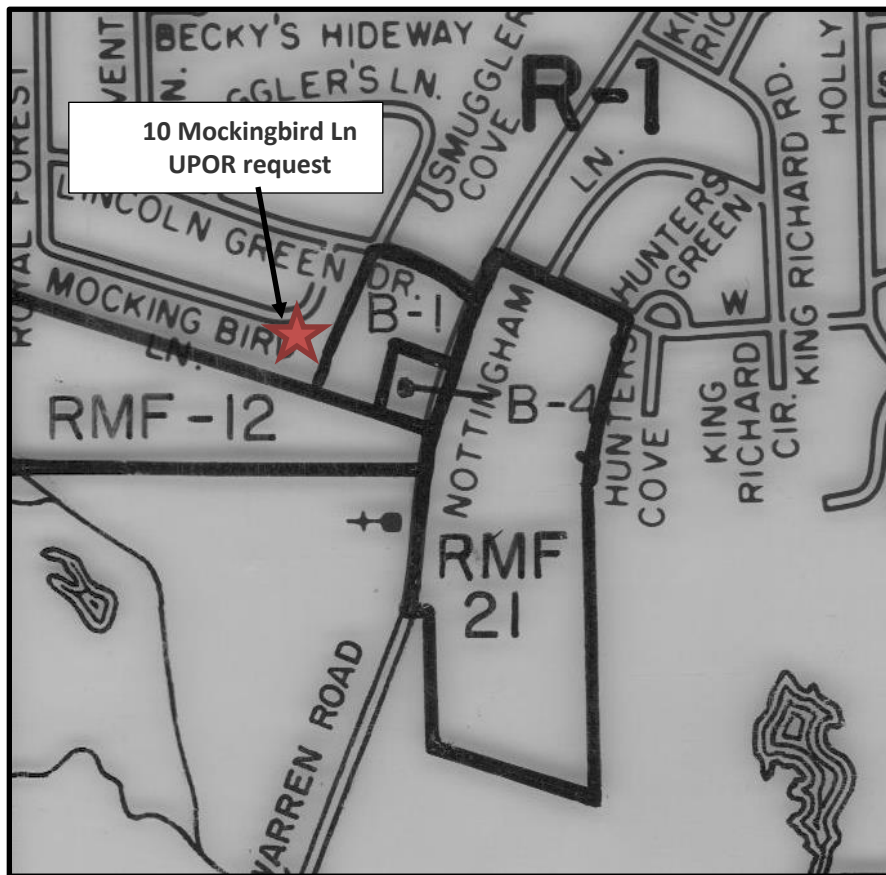 BECKY'S HIDEWAY
KING
RIC
HOLLY
VENT
N.
GGLER'S LN.
SMUGGLER
COVE
R-1
ROYAL FOREST
10 Mockingbird Ln
UPOR request
LN.
KING RICHARD RD.
LINCOLN GREEN DR.
HUNTERS
GREEN
MOCKING BIRD
LN.
B-1
W
RMF-12
NOTTINGHAM
B-4
HUNTERS
COVE
KING
RICHARD
CIR.
RMF
21
WARREN ROAD